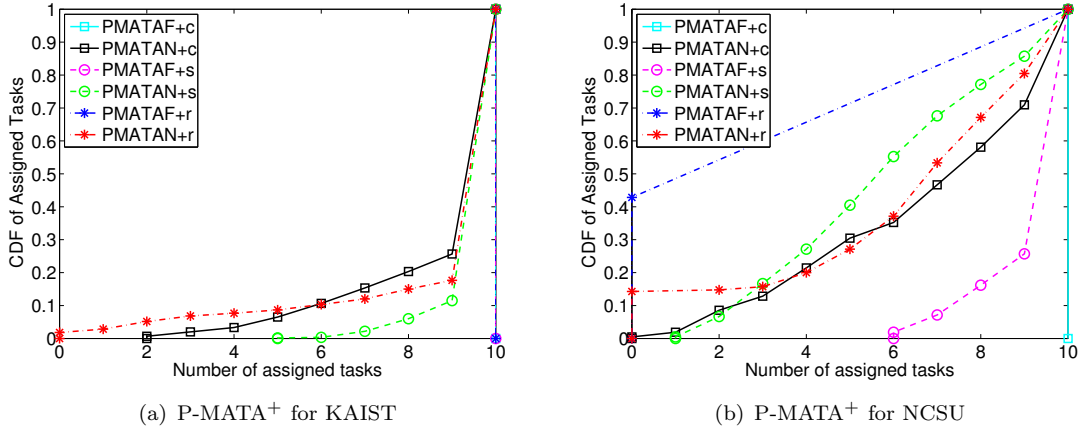 1
0.9
0.8
0.7
0.6
0.5
0.4
0.3
0.2
0.1
0
CDF of Assigned Tasks
PMATAF+c
PMATAN+c
PMATAF+s
PMATAN+s
PMATAF+r
PMATAN+r
0 2 4 6 8 10
Number of assigned tasks
(a) P-MATA+ for KAIST
1
0.9
0.8
0.7
0.6
0.5
0.4
0.3
0.2
0.1
0
CDF of Assigned Tasks
PMATAF+c
PMATAN+c
PMATAF+s
PMATAN+s
PMATAF+r
PMATAN+r
0 2 4 6 8 10
Number of assigned tasks
(b) P-MATA+ for NCSU